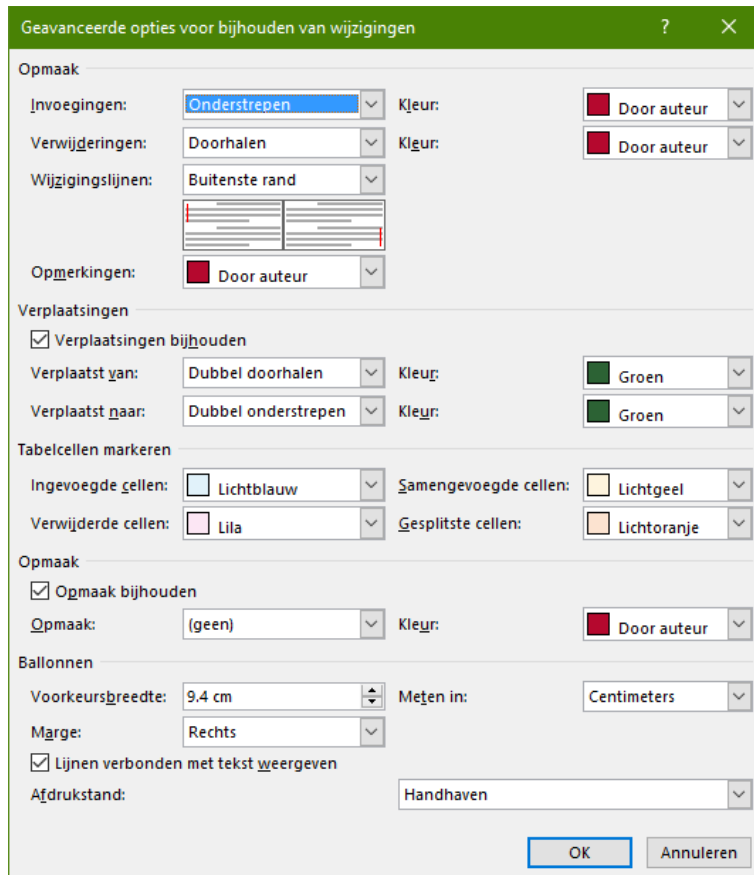 Geavanceerde opties voor bijhouden van wijzigingen ? ×
Opmaak
Invoegingen: Onderstrepen Kleur: Door auteur
Verwijderingen: Doorhalen Kleur: Door auteur
Wijzigingslijnen: Buitenste rand
Opmerkingen: Door auteur
Verplaatsingen
Verplaatsingen bijhouden
Verplaatst van: Dubbel doorhalen Kleur: Groen
Verplaatst naar: Dubbel onderstrepen Kleur: Groen
Tabelcellen markeren
Ingevoegde cellen: Lichtblauw Samengevoegde cellen: Lichtgeel
Verwijderde cellen: Lila Gesplitste cellen: Lichtoranje
Opmaak
Opmaak bijhouden
Opmaak: (geen) Kleur: Door auteur
Ballonnen
Voorkeursbreedte: 9.4 cm Meten in: Centimeters
Marge: Rechts
Lijnen verbonden met tekst weergeven
Afdrukstand: Handhaven
OK Annuleren